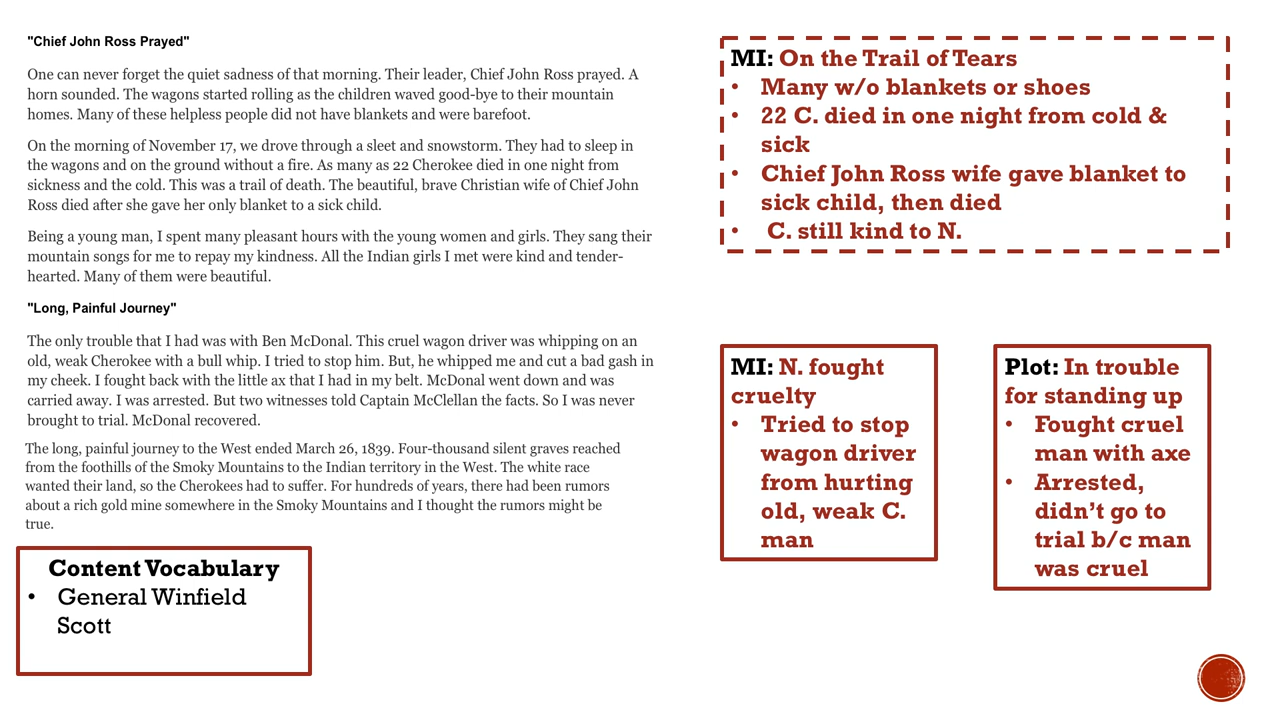 "Chief John Ross Prayed"
One can never forget the quiet sadness of that morning. Their leader, Chief John Ross prayed. A
horn sounded. The wagons started rolling as the children waved good-bye to their mountain
homes. Many of these helpless people did not have blankets and were barefoot.
On the morning of November 17, we drove through a sleet and snowstorm. They had to sleep in
the wagons and on the ground without a fire. As many as 22 Cherokee died in one night from
sickness and the cold. This was a trail of death. The beautiful, brave Christian wife of Chief John
Ross died after she gave her only blanket to a sick child.
Being a young man, I spent many pleasant hours with the young women and girls. They sang their
mountain songs for me to repay my kindness. All the Indian girls I met were kind and tender-
hearted. Many of them were beautiful.
"Long, Painful Journey"
The only trouble that I had was with Ben McDonal. This cruel wagon driver was whipping on an
old, weak Cherokee with a bull whip. I tried to stop him. But, he whipped me and cut a bad gash in
my cheek. I fought back with the little ax that I had in my belt. McDonal went down and was
carried away. I was arrested. But two witnesses told Captain McClellan the facts. So I was never
brought to trial. McDonal recovered.
The long, painful journey to the West ended March 26, 1839. Four-thousand silent graves reached
from the foothills of the Smoky Mountains to the Indian territory in the West. The white race
wanted their land, so the Cherokees had to suffer. For hundreds of years, there had been rumors
about a rich gold mine somewhere in the Smoky Mountains and I thought the rumors might be
true.
Content Vocabulary
• General Winfield
Scott
MI: On the Trail of Tears
• Many w/o blankets or shoes
• 22 C. died in one night from cold &
sick
• Chief John Ross wife gave blanket to
sick child, then died
• C. still kind to N.
MI: N. fought
cruelty
• Tried to stop
wagon driver
from hurting
old, weak C.
man
Plot: In trouble
for standing up
• Fought cruel
man with axe
• Arrested,
didn’t go to
trial b/c man
was cruel